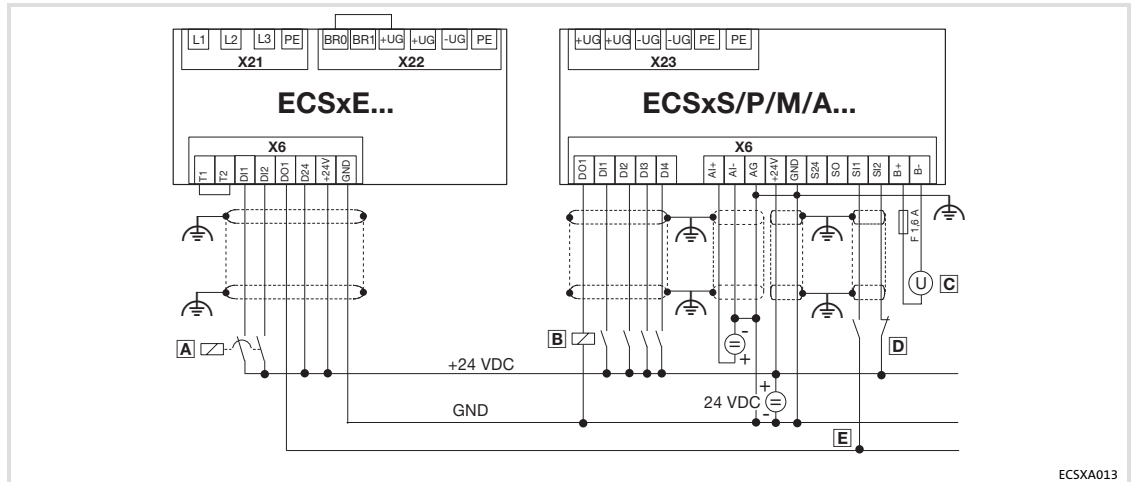 L1 L2 L3 PE BR0 BR1 +UG +UG -UG PE +UG +UG -UG -UG PE PE
X21 X22 X23
ECSxE... ECSxS/P/M/A...
X6 X6
T1 T2 DI1 DI2 DO1 D24 +24V GND DO1 DI1 DI2 DI3 DI4 AI+ AI- AG +24V GND S24 SO SI1 SI2 B+ B-
F 1,6 A
U C
A B - + D
+24 VDC
24 VDC + = -
GND
E
ECSXA013